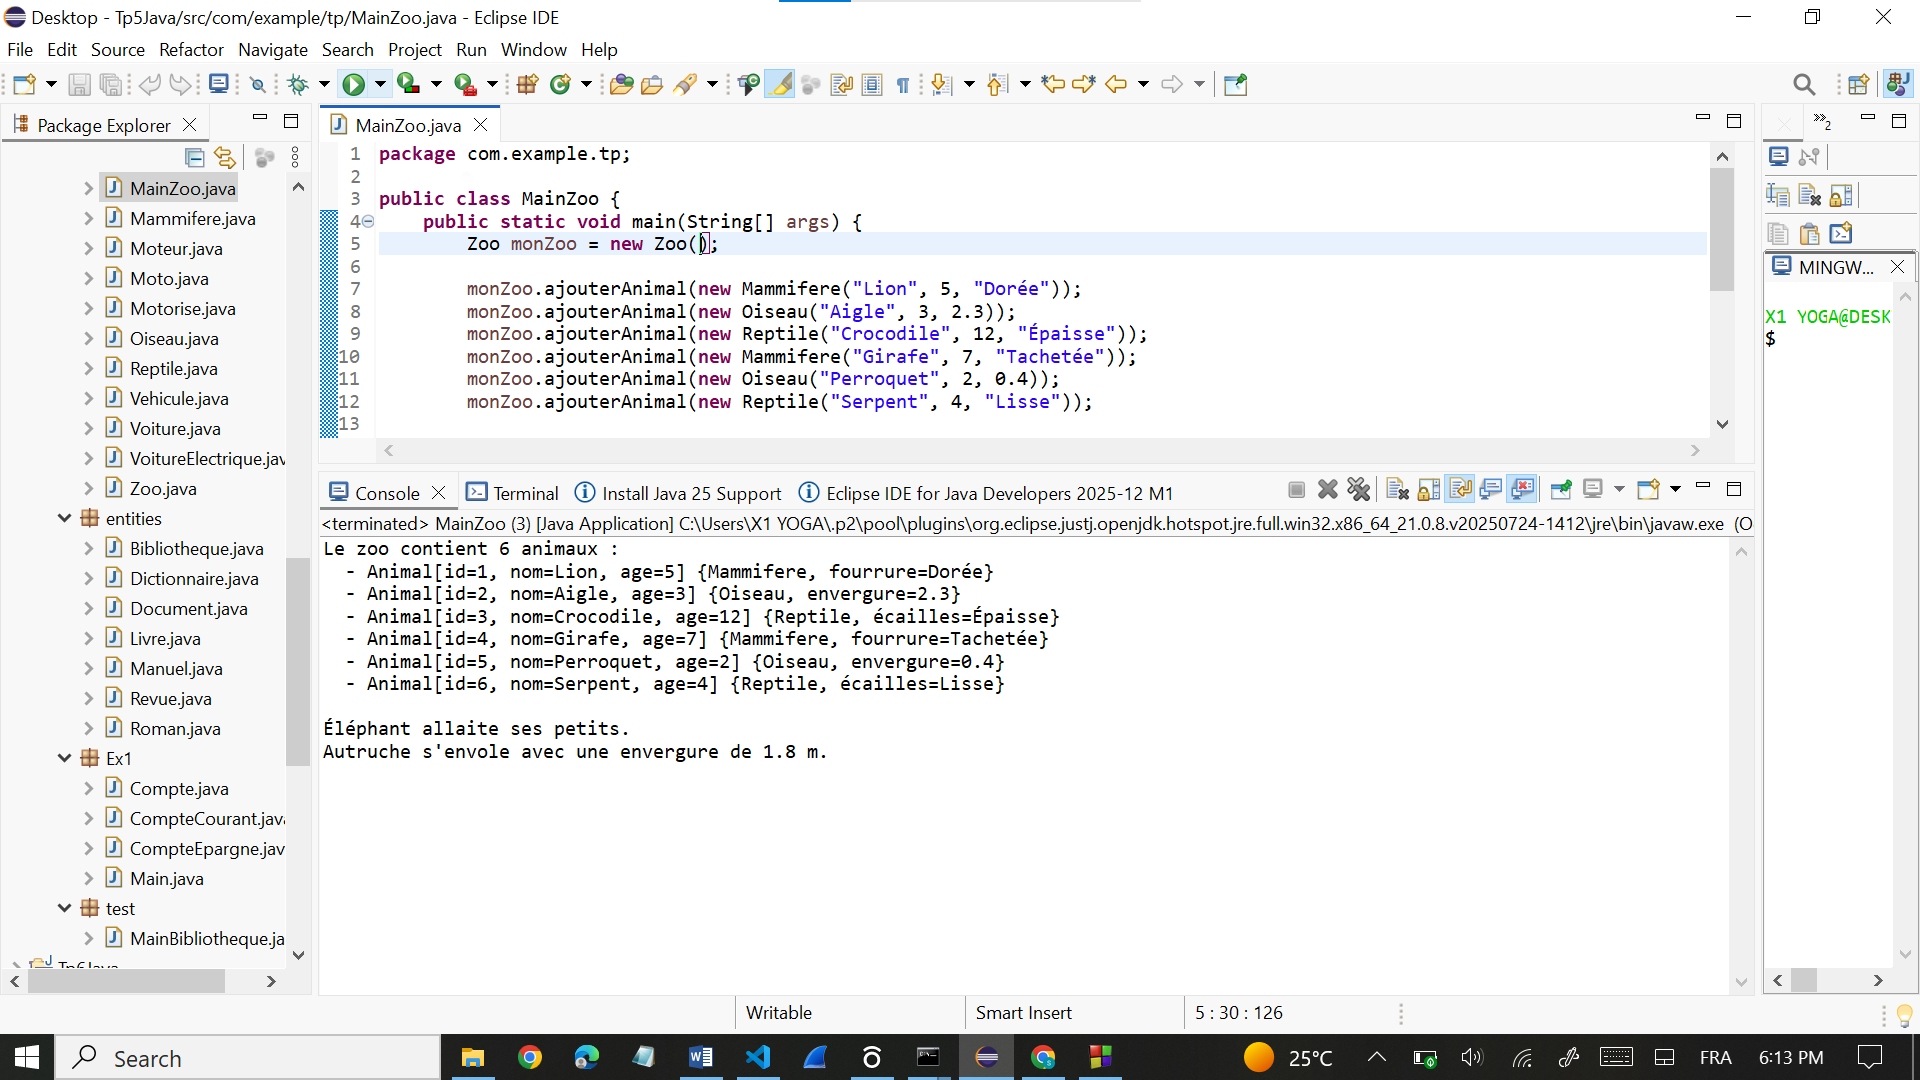 Desktop - Tp5Java/src/com/example/tp/MainZoo.java - Eclipse IDE
File Edit Source Refactor Navigate Search Project Run Window Help
Package Explorer
MainZoo.java
Mammifere.java
Moteur.java
Moto.java
Motorise.java
Oiseau.java
Reptile.java
Vehicule.java
Voiture.java
VoitureElectrique.jav
Zoo.java
entities
Bibliotheque.java
Dictionnaire.java
Document.java
Livre.java
Manuel.java
Revue.java
Roman.java
Ex1
Compte.java
CompteCourant.java
CompteEpargne.jav
Main.java
test
MainBibliotheque.ja
Tp6Java
MainZoo.java
1 package com.example.tp;
2
3 public class MainZoo {
4 public static void main(String[] args) {
5 Zoo monZoo = new Zoo();
6
7 monZoo.ajouterAnimal(new Mammifere("Lion", 5, "Dorée"));
8 monZoo.ajouterAnimal(new Oiseau("Aigle", 3, 2.3));
9 monZoo.ajouterAnimal(new Reptile("Crocodile", 12, "Épaisse"));
10 monZoo.ajouterAnimal(new Mammifere("Girafe", 7, "Tachetée"));
11 monZoo.ajouterAnimal(new Oiseau("Perroquet", 2, 0.4));
12 monZoo.ajouterAnimal(new Reptile("Serpent", 4, "Lisse"));
13
Console Terminal Install Java 25 Support Eclipse IDE for Java Developers 2025-12 M1
<terminated> MainZoo (3) [Java Application] C:\Users\X1 YOGA\.p2\pool\plugins\org.eclipse.justj.openjdk.hotspot.jre.full.win32.x86_64_21.0.8.v20250724-1412\jre\bin\javaw.exe (O
Le zoo contient 6 animaux :
- Animal[id=1, nom=Lion, age=5] {Mammifere, fourrure=Dorée}
- Animal[id=2, nom=Aigle, age=3] {Oiseau, envergure=2.3}
- Animal[id=3, nom=Crocodile, age=12] {Reptile, écailles=Épaisse}
- Animal[id=4, nom=Girafe, age=7] {Mammifere, fourrure=Tachetée}
- Animal[id=5, nom=Perroquet, age=2] {Oiseau, envergure=0.4}
- Animal[id=6, nom=Serpent, age=4] {Reptile, écailles=Lisse}
Éléphant allaite ses petits.
Autruche s'envole avec une envergure de 1.8 m.
2
MINGW...
X1 YOGA@DESK
$
Writable Smart Insert 5 : 30 : 126
Search
25°C FRA 6:13 PM